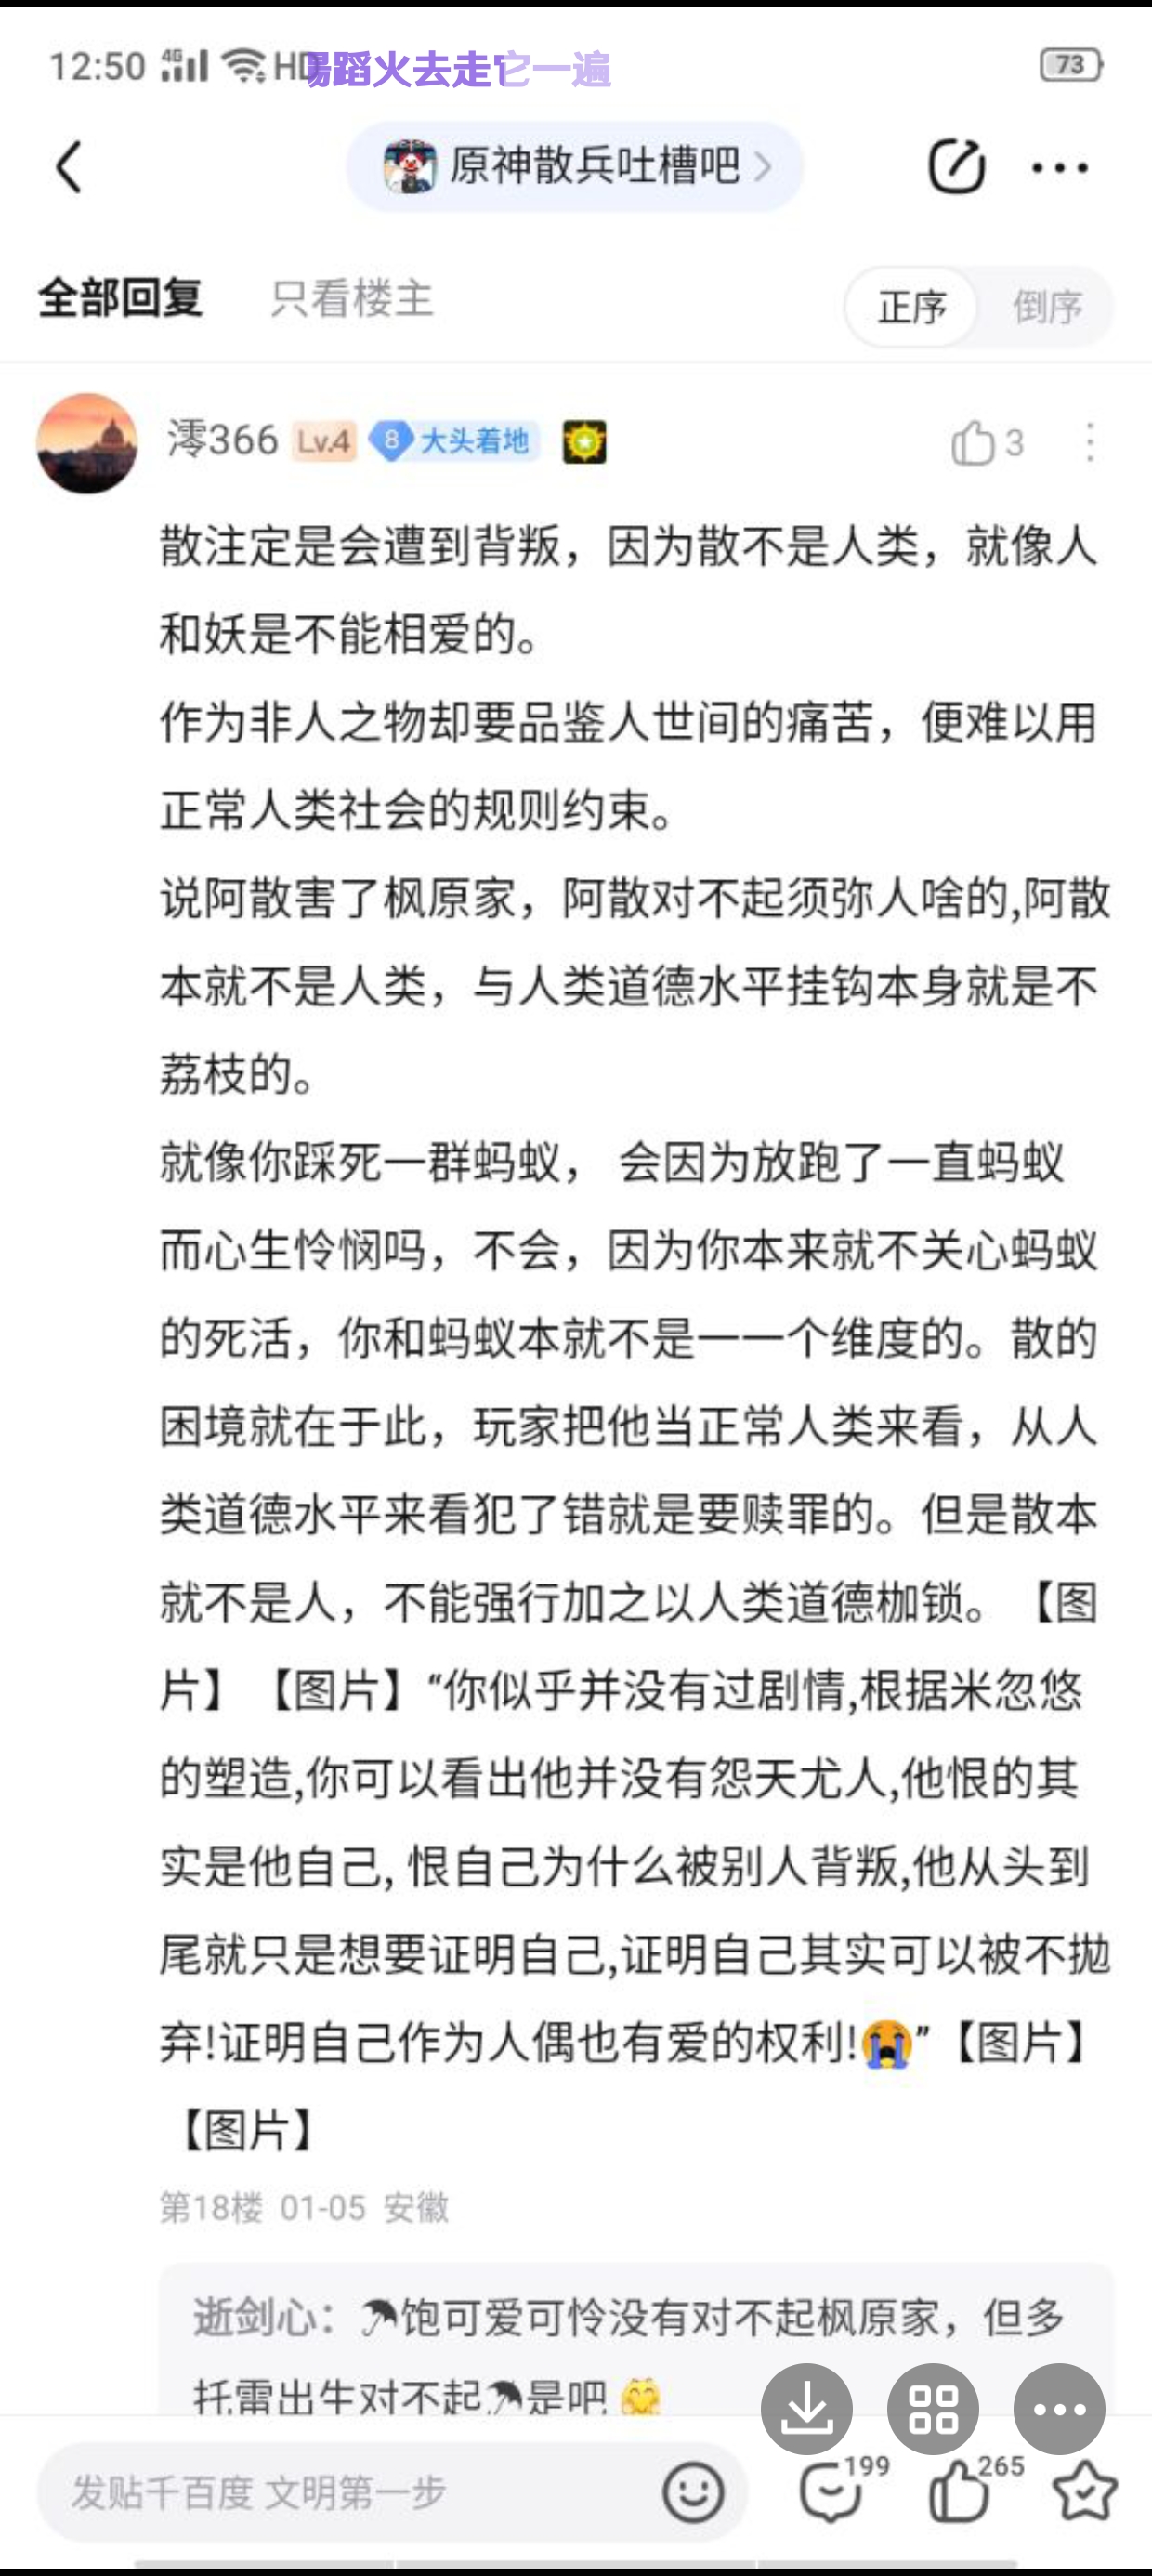 12:50 4G HD 蹈火去走它一遍 73
原神散兵吐槽吧
全部回复 只看楼主 正序 倒序
澪366 Lv.4 8 大头着地 3
散注定是会遭到背叛，因为散不是人类，就像人
和妖是不能相爱的。
作为非人之物却要品鉴人世间的痛苦，便难以用
正常人类社会的规则约束。
说阿散害了枫原家，阿散对不起须弥人啥的,阿散
本就不是人类，与人类道德水平挂钩本身就是不
荔枝的。
就像你踩死一群蚂蚁， 会因为放跑了一直蚂蚁
而心生怜悯吗，不会，因为你本来就不关心蚂蚁
的死活，你和蚂蚁本就不是一一个维度的。散的
困境就在于此，玩家把他当正常人类来看，从人
类道德水平来看犯了错就是要赎罪的。但是散本
就不是人，不能强行加之以人类道德枷锁。【图
片】【图片】“你似乎并没有过剧情,根据米忽悠
的塑造,你可以看出他并没有怨天尤人,他恨的其
实是他自己, 恨自己为什么被别人背叛,他从头到
尾就只是想要证明自己,证明自己其实可以被不抛
弃!证明自己作为人偶也有爱的权利!😭”【图片】
【图片】
第18楼 01-05 安徽
逝剑心：🌂饱可爱可怜没有对不起枫原家，但多
托雷出生对不起🌂是吧 🤗
发贴千百度 文明第一步 199 265